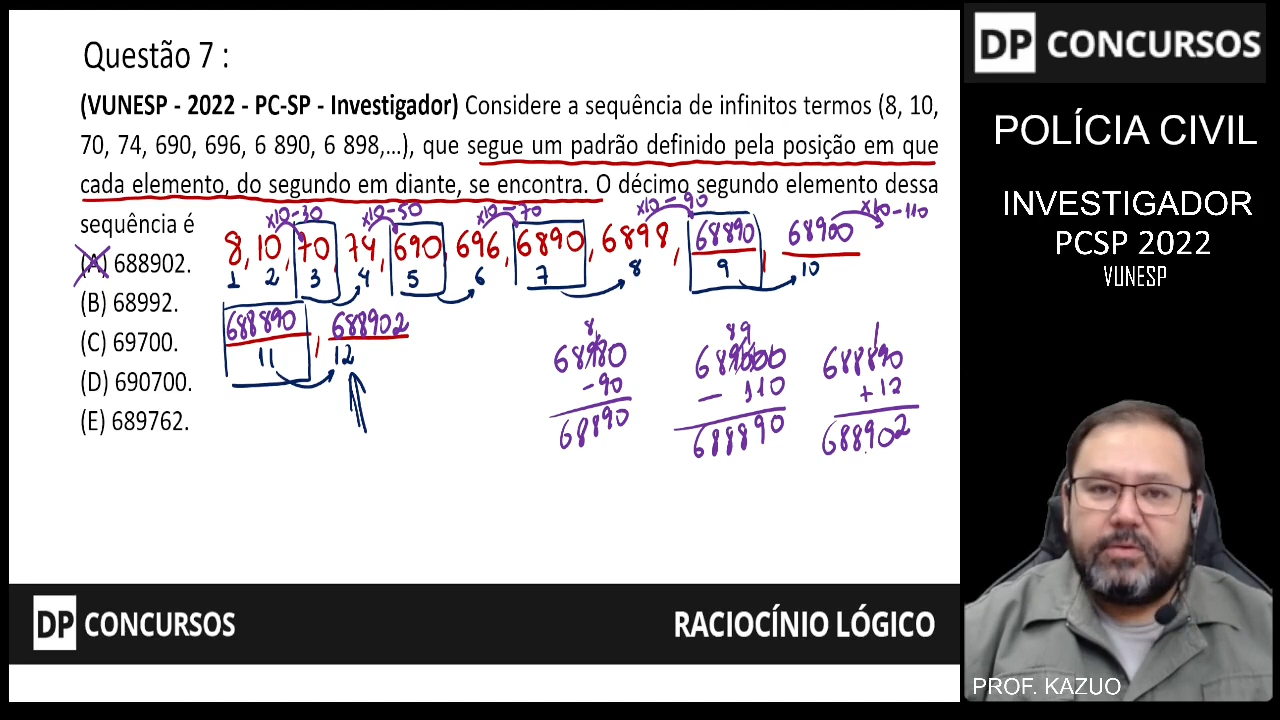 Questão 7 :
(VUNESP - 2022 - PC-SP - Investigador) Considere a sequência de infinitos termos (8, 10,
70, 74, 690, 696, 6 890, 6 898,...), que segue um padrão definido pela posição em que
cada elemento, do segundo em diante, se encontra. O décimo segundo elemento dessa
sequência é
x10-30 x10-50 x10-70 x10-90 x10-110
8, 10, 70, 74, 690, 696, 6890, 6898, 68890, 68900
1 2 3 4 5 6 7 8 9 10
688890, 688902
11 12
(A) 688902.
(B) 68992.
(C) 69700.
(D) 690700.
(E) 689762.
8
68980
-90
68890
89
689000
- 110
688890
1
688890
+12
688902
DP CONCURSOS
RACIOCÍNIO LÓGICO
DP CONCURSOS
POLÍCIA CIVIL
INVESTIGADOR
PCSP 2022
VUNESP
PROF. KAZUO